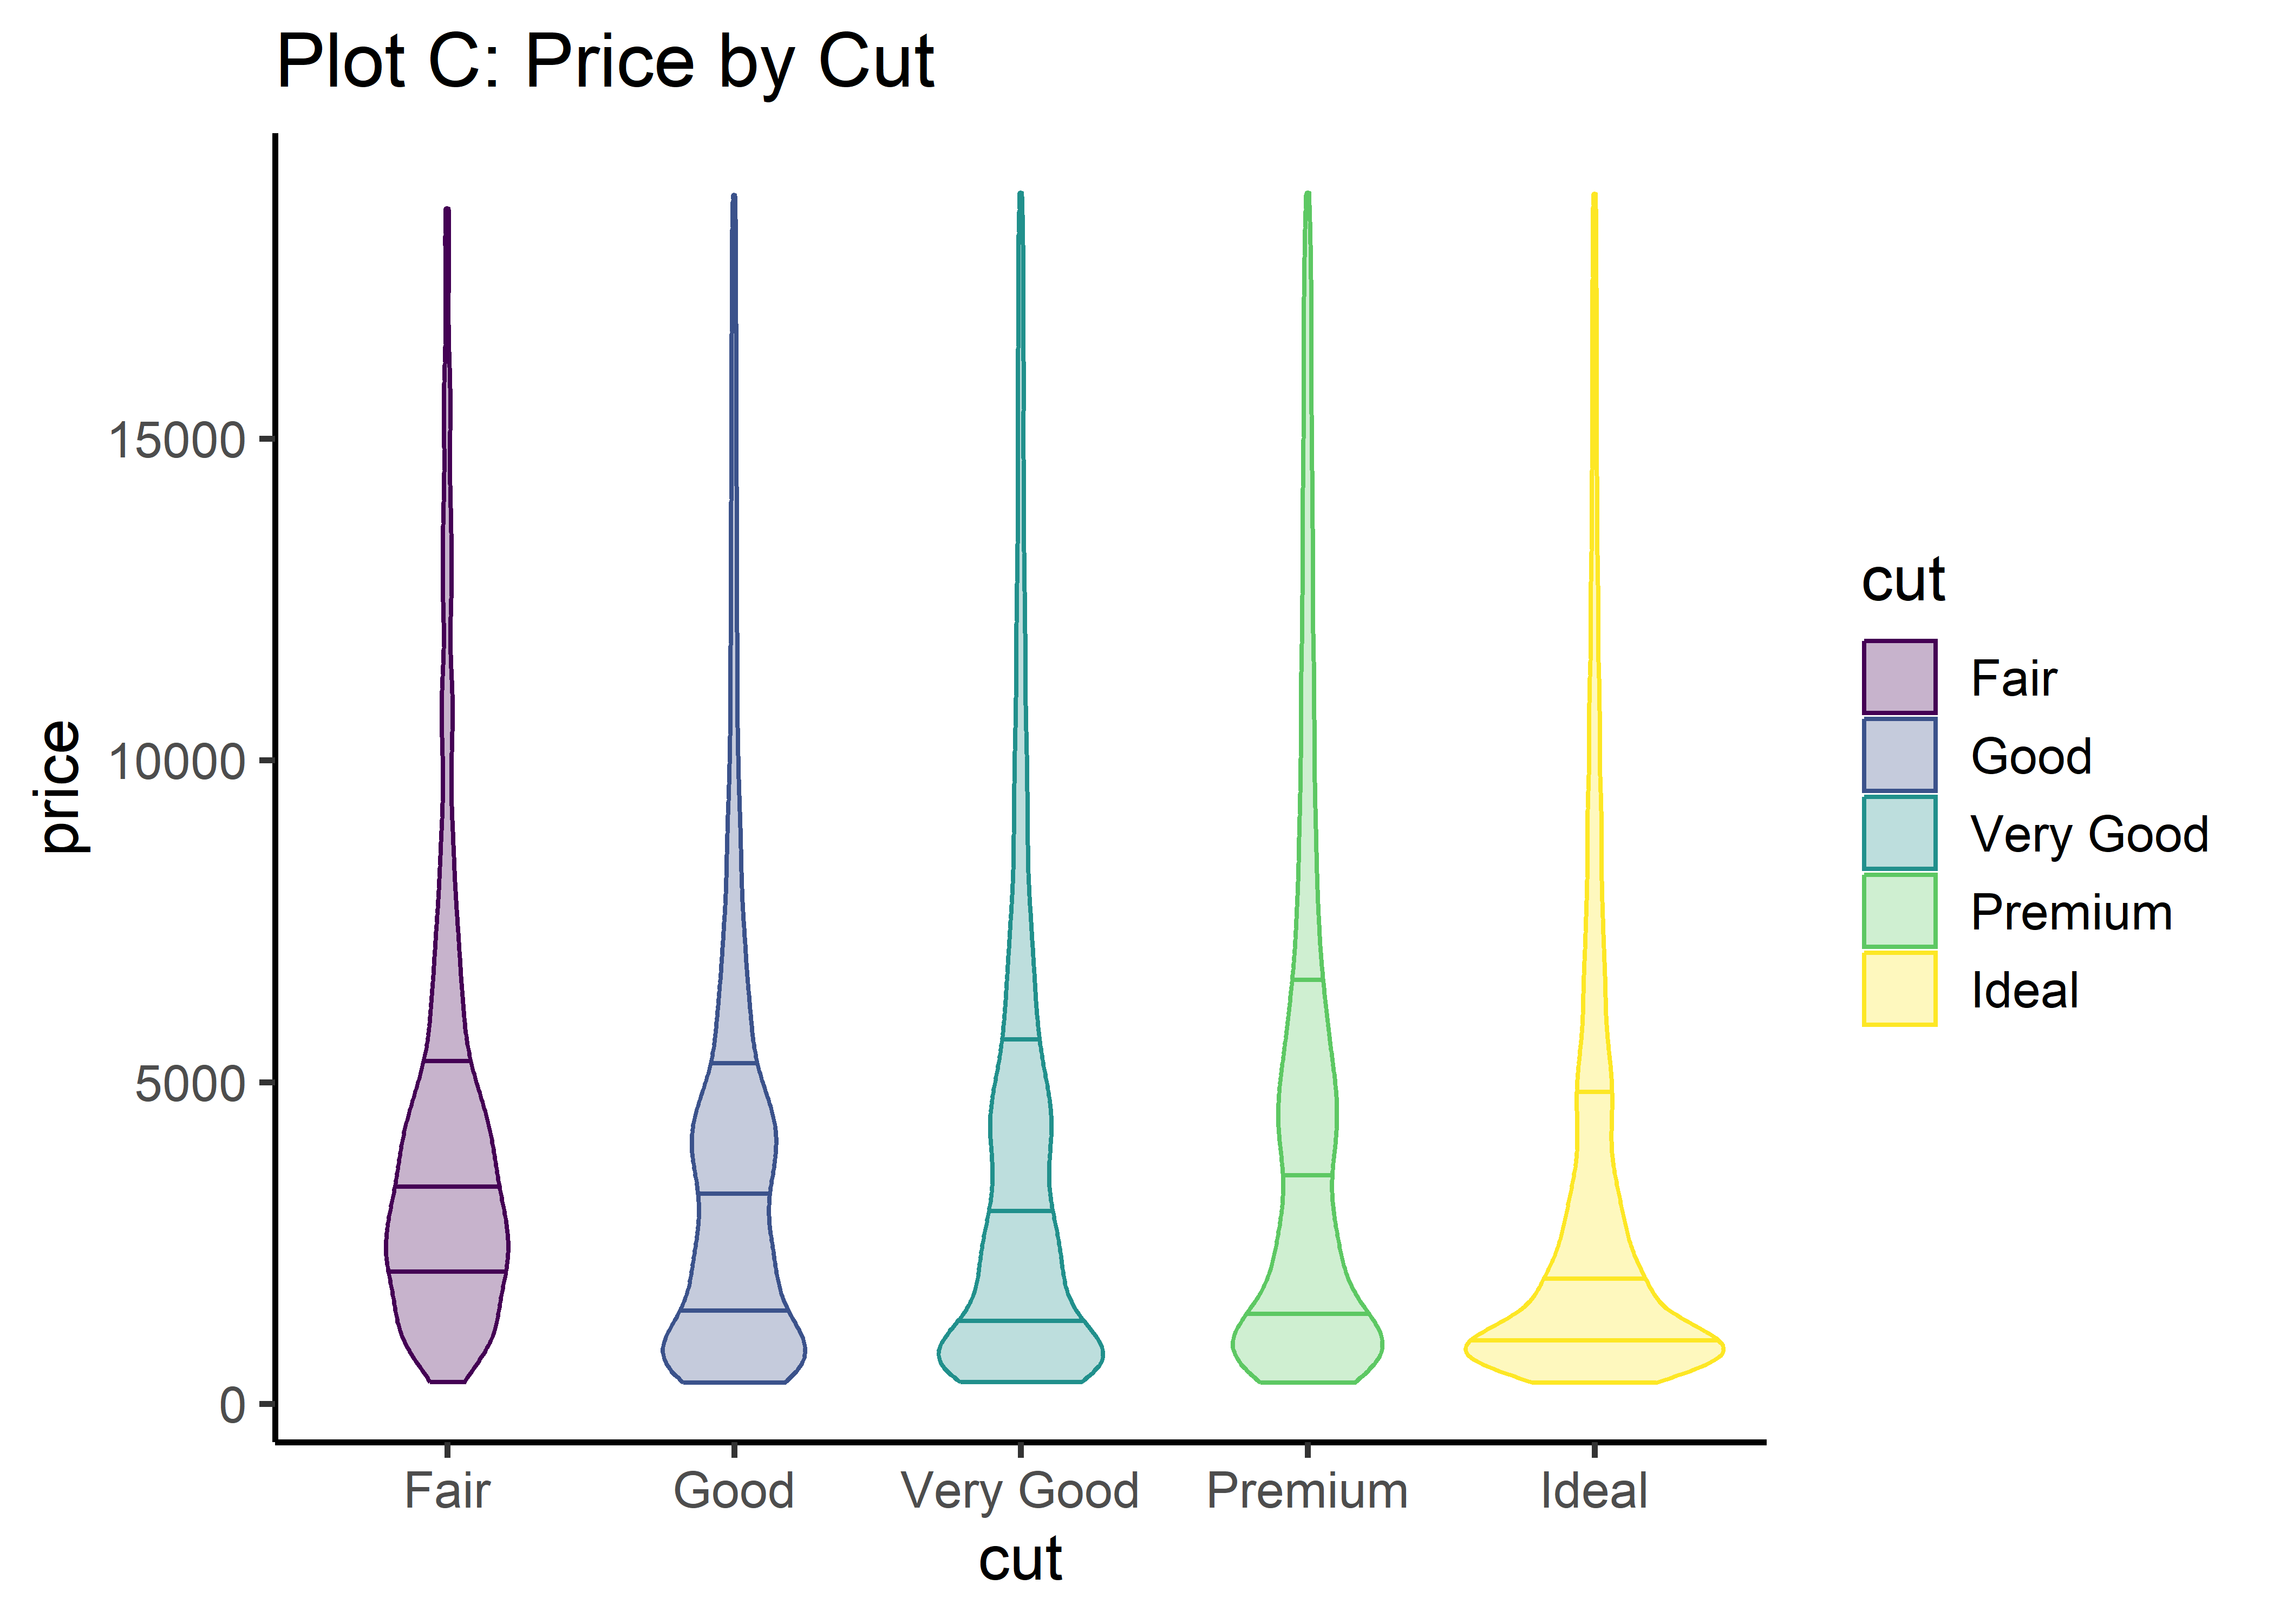 Plot C: Price by Cut
15000
10000
5000
0
price
Fair
Good
Very Good
Premium
Ideal
cut
cut
Fair
Good
Very Good
Premium
Ideal